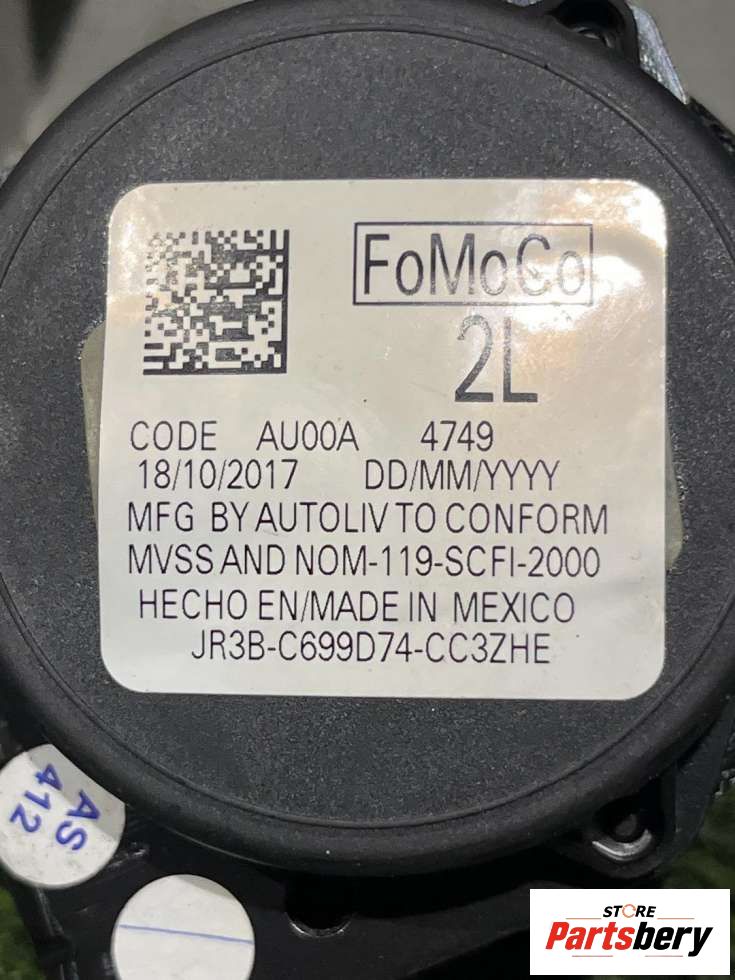 FoMoCo
2L
CODE AU00A 4749
18/10/2017 DD/MM/YYYY
MFG BY AUTOLIV TO CONFORM
MVSS AND NOM-119-SCFI-2000
HECHO EN/MADE IN MEXICO
JR3B-C699D74-CC3ZHE
AS
412
STORE
Partsbery